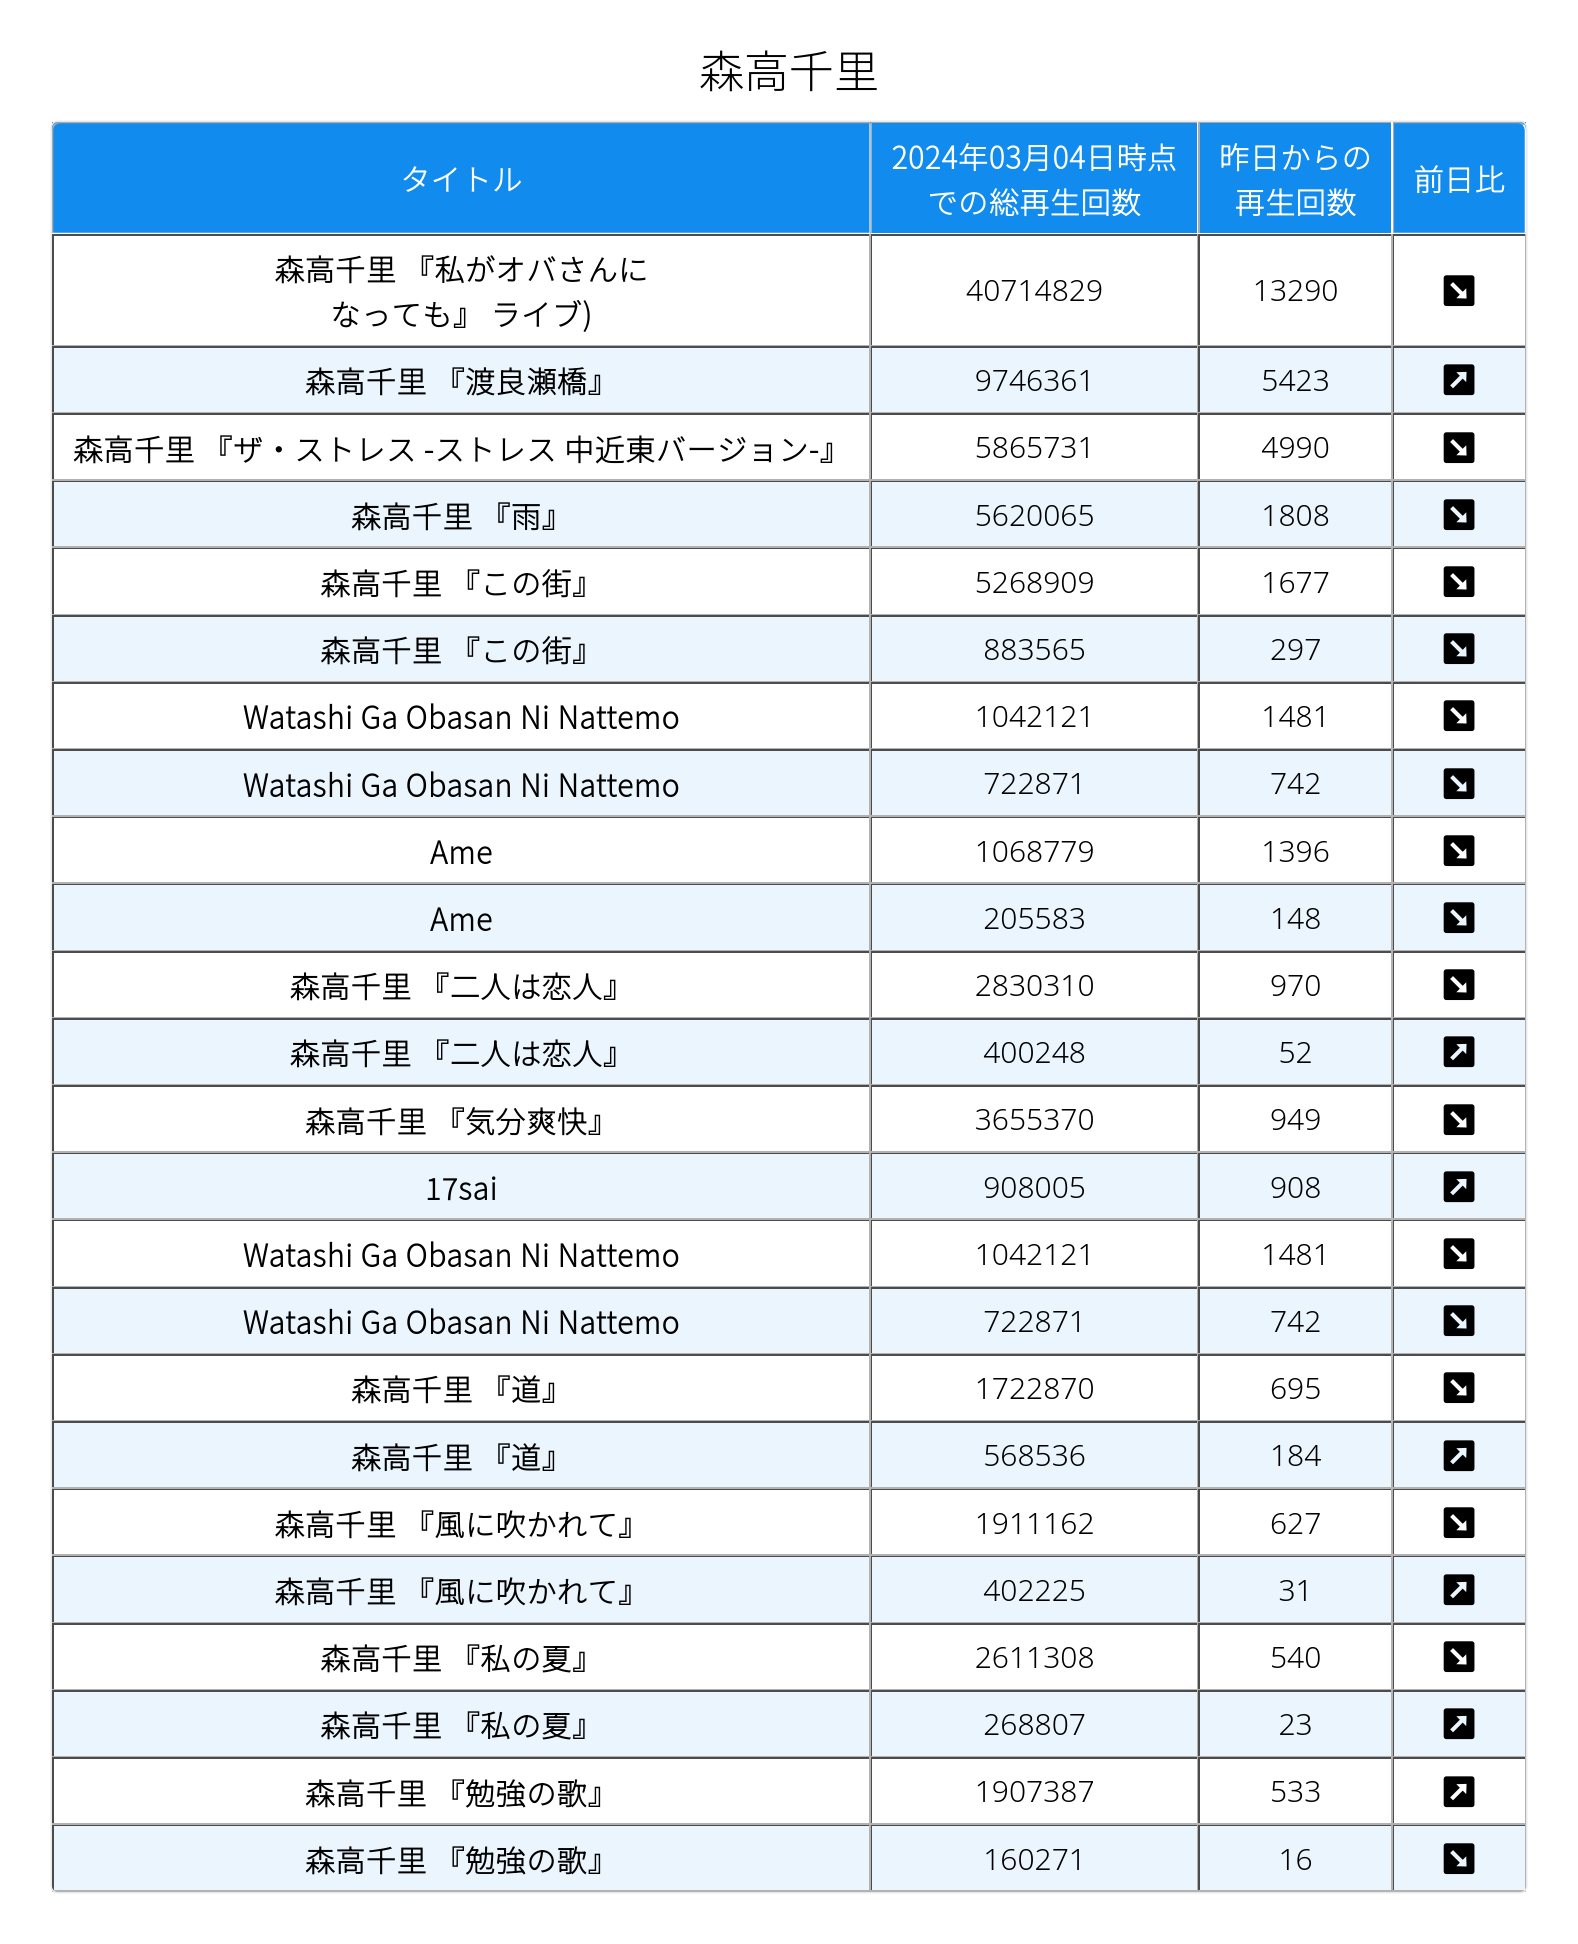 森高千里
タイトル
2024年03月04日時点
での総再生回数
昨日からの
再生回数
前日比
森高千里 『私がオバさんに
なっても』 ライブ)
40714829 13290
森高千里 『渡良瀬橋』 9746361 5423
森高千里 『ザ・ストレス -ストレス 中近東バージョン-』 5865731 4990
森高千里 『雨』 5620065 1808
森高千里 『この街』 5268909 1677
森高千里 『この街』 883565 297
Watashi Ga Obasan Ni Nattemo 1042121 1481
Watashi Ga Obasan Ni Nattemo 722871 742
Ame 1068779 1396
Ame 205583 148
森高千里 『二人は恋人』 2830310 970
森高千里 『二人は恋人』 400248 52
森高千里 『気分爽快』 3655370 949
17sai 908005 908
Watashi Ga Obasan Ni Nattemo 1042121 1481
Watashi Ga Obasan Ni Nattemo 722871 742
森高千里 『道』 1722870 695
森高千里 『道』 568536 184
森高千里 『風に吹かれて』 1911162 627
森高千里 『風に吹かれて』 402225 31
森高千里 『私の夏』 2611308 540
森高千里 『私の夏』 268807 23
森高千里 『勉強の歌』 1907387 533
森高千里 『勉強の歌』 160271 16